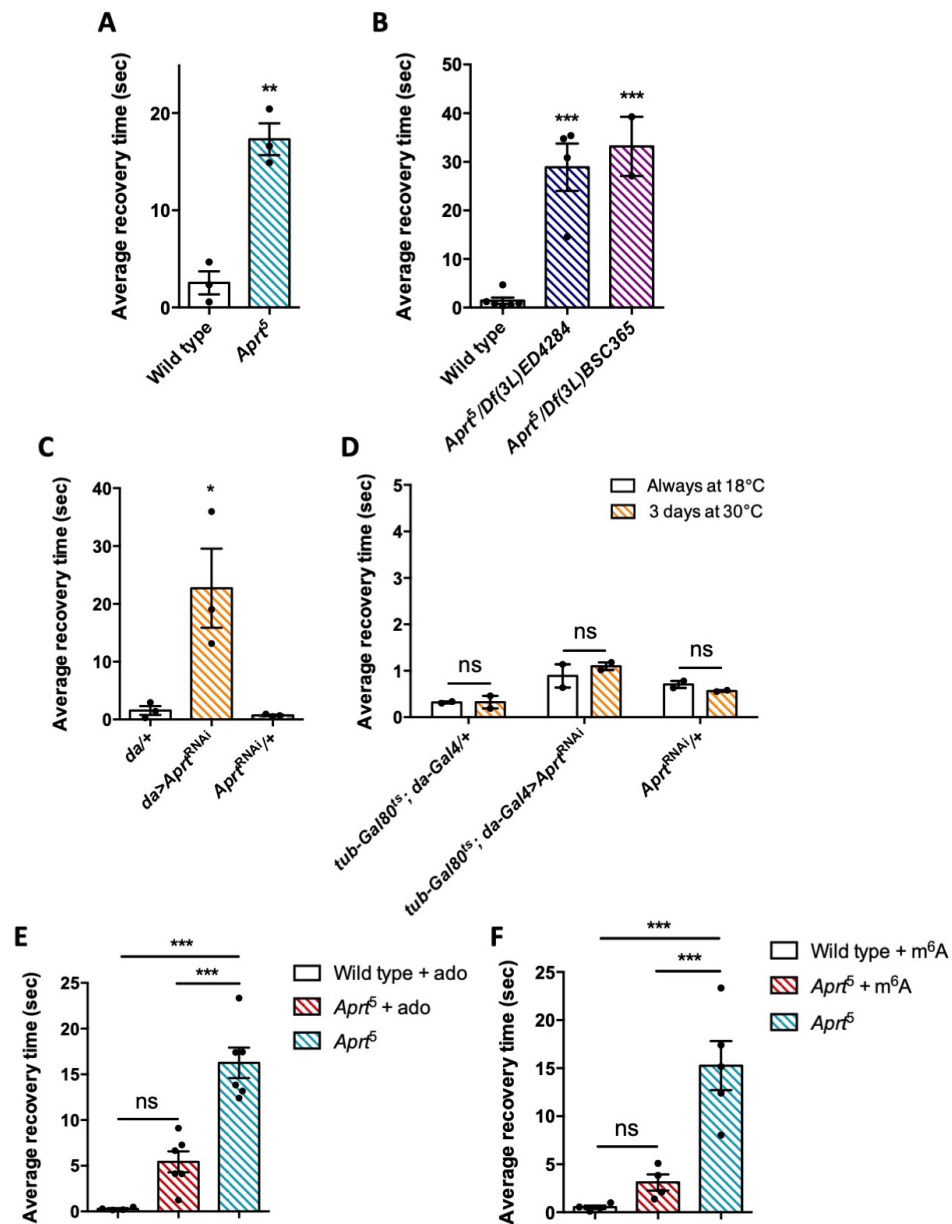 A
Average recovery time (sec)
20
10
0
**
Wild type
Aprt⁵
B
Average recovery time (sec)
50
40
30
20
10
0
***
***
Wild type
Aprt⁵/Df(3L)ED4284
Aprt⁵/Df(3L)BSC365
C
Average recovery time (sec)
40
30
20
10
0
*
da/+
da>Aprtᴿᴺᴬⁱ
Aprtᴿᴺᴬⁱ/+
D
Average recovery time (sec)
5
4
3
2
1
0
Always at 18°C
3 days at 30°C
ns
ns
ns
tub-Gal80ᵗˢ; da-Gal4/+
tub-Gal80ᵗˢ; da-Gal4>Aprtᴿᴺᴬⁱ
Aprtᴿᴺᴬⁱ/+
E
Average recovery time (sec)
25
20
15
10
5
0
***
***
ns
Wild type + ado
Aprt⁵ + ado
Aprt⁵
F
Average recovery time (sec)
25
20
15
10
5
0
***
***
ns
Wild type + m⁶A
Aprt⁵ + m⁶A
Aprt⁵